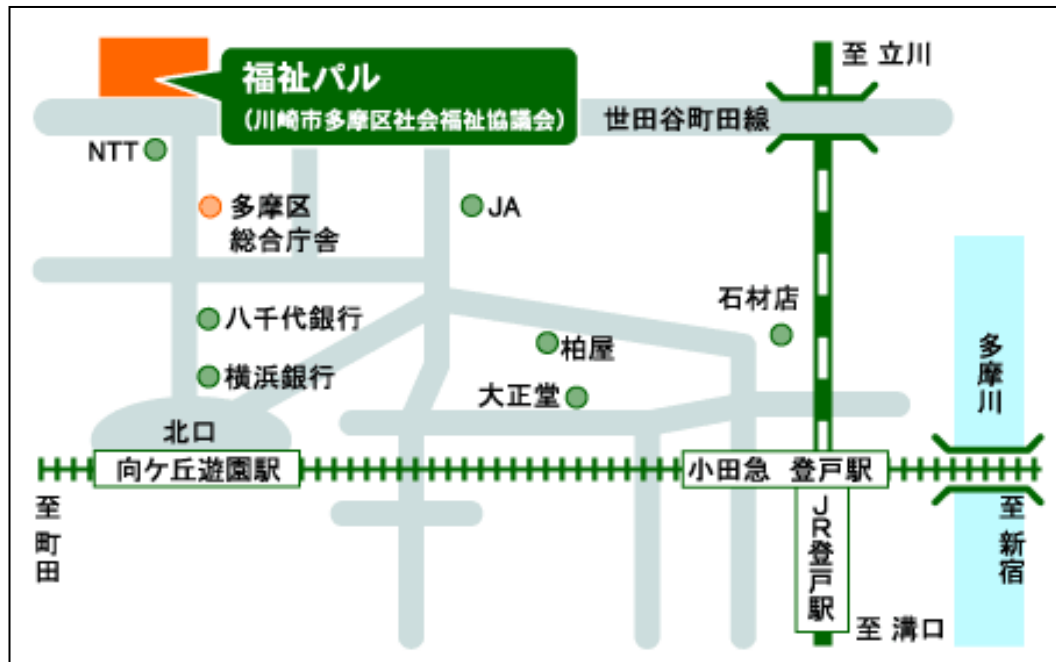 至 立川
福祉パル
(川崎市多摩区社会福祉協議会)
世田谷町田線
NTT
多摩区
総合庁舎
JA
石材店
八千代銀行
柏屋
多摩川
横浜銀行
大正堂
北口
向ケ丘遊園駅
小田急 登戸駅
至 町田
JR登戸駅
至 新宿
至 溝口